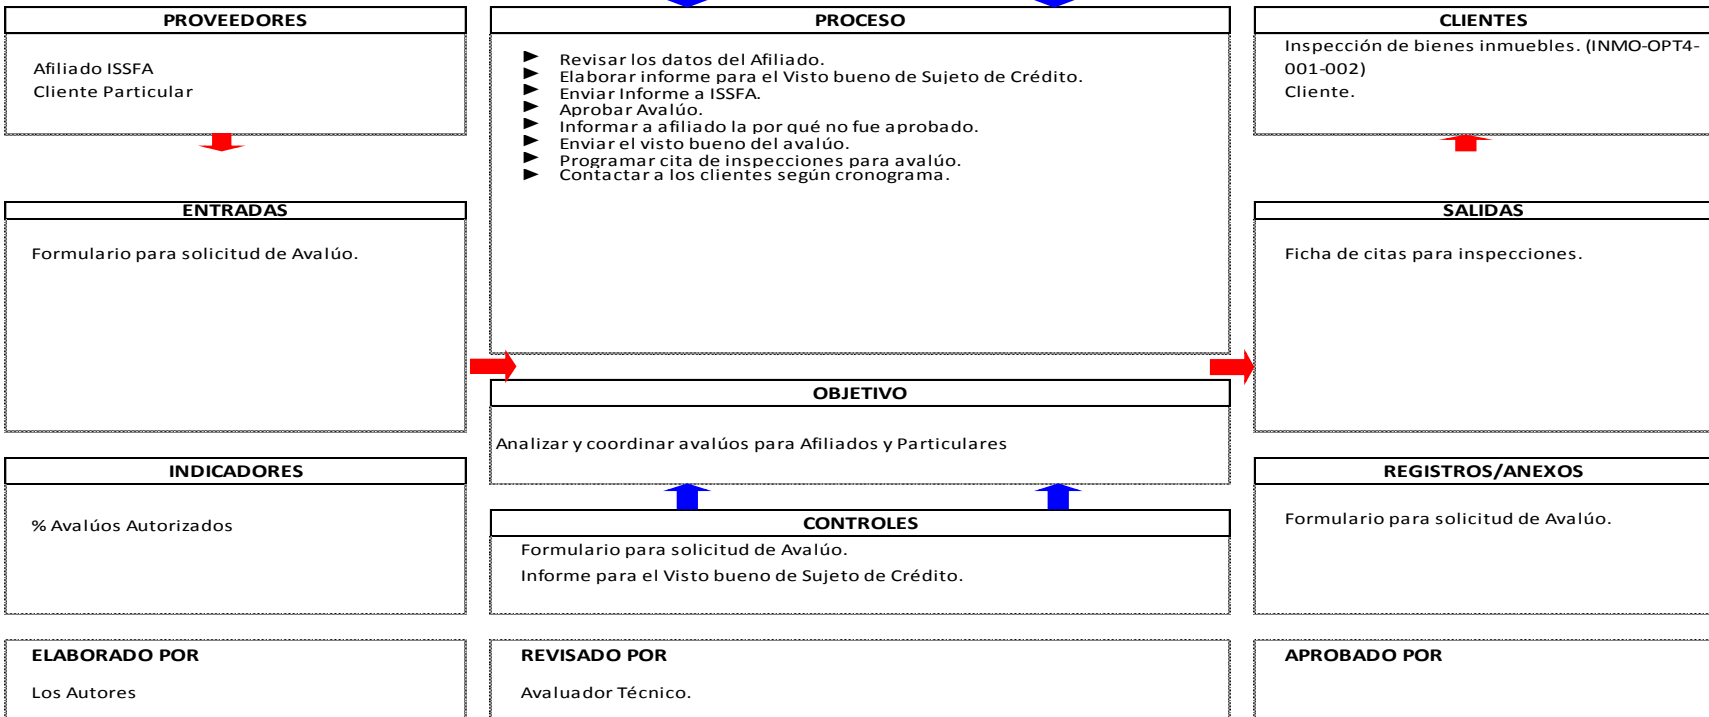 PROVEEDORES
Afiliado ISSFA
Cliente Particular
PROCESO
Revisar los datos del Afiliado.
Elaborar informe para el Visto bueno de Sujeto de Crédito.
Enviar Informe a ISSFA.
Aprobar Avalúo.
Informar a afiliado la por qué no fue aprobado.
Enviar el visto bueno del avalúo.
Programar cita de inspecciones para avalúo.
Contactar a los clientes según cronograma.
CLIENTES
Inspección de bienes inmuebles. (INMO-OPT4-
001-002)
Cliente.
ENTRADAS
Formulario para solicitud de Avalúo.
SALIDAS
Ficha de citas para inspecciones.
OBJETIVO
Analizar y coordinar avalúos para Afiliados y Particulares
INDICADORES
% Avalúos Autorizados
CONTROLES
Formulario para solicitud de Avalúo.
Informe para el Visto bueno de Sujeto de Crédito.
REGISTROS/ANEXOS
Formulario para solicitud de Avalúo.
ELABORADO POR
Los Autores
REVISADO POR
Avaluador Técnico.
APROBADO POR